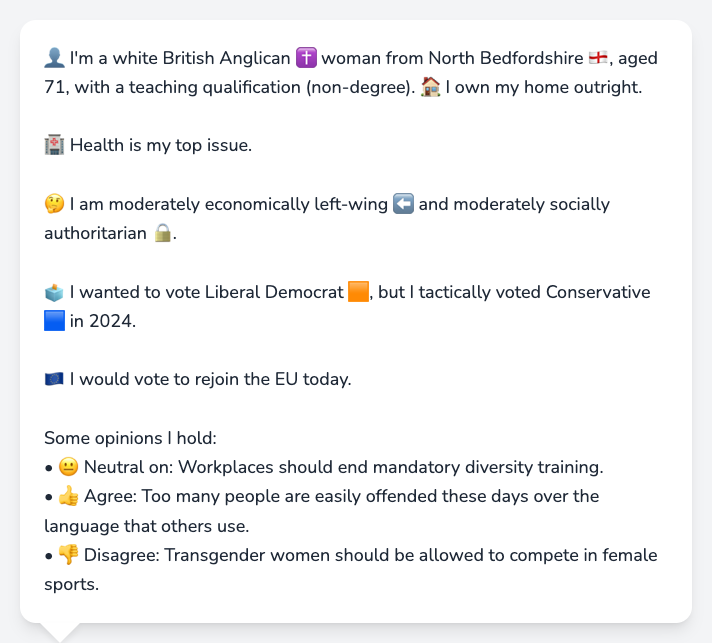 👤 I'm a white British Anglican ✝️ woman from North Bedfordshire 🏴󠁧󠁢󠁥󠁮󠁧󠁿, aged
71, with a teaching qualification (non-degree). 🏠 I own my home outright.
🏥 Health is my top issue.
🤔 I am moderately economically left-wing ⬅️ and moderately socially
authoritarian 🔒.
🗳️ I wanted to vote Liberal Democrat 🟧, but I tactically voted Conservative
🟦 in 2024.
🇪🇺 I would vote to rejoin the EU today.
Some opinions I hold:
• 😐 Neutral on: Workplaces should end mandatory diversity training.
• 👍 Agree: Too many people are easily offended these days over the
language that others use.
• 👎 Disagree: Transgender women should be allowed to compete in female
sports.